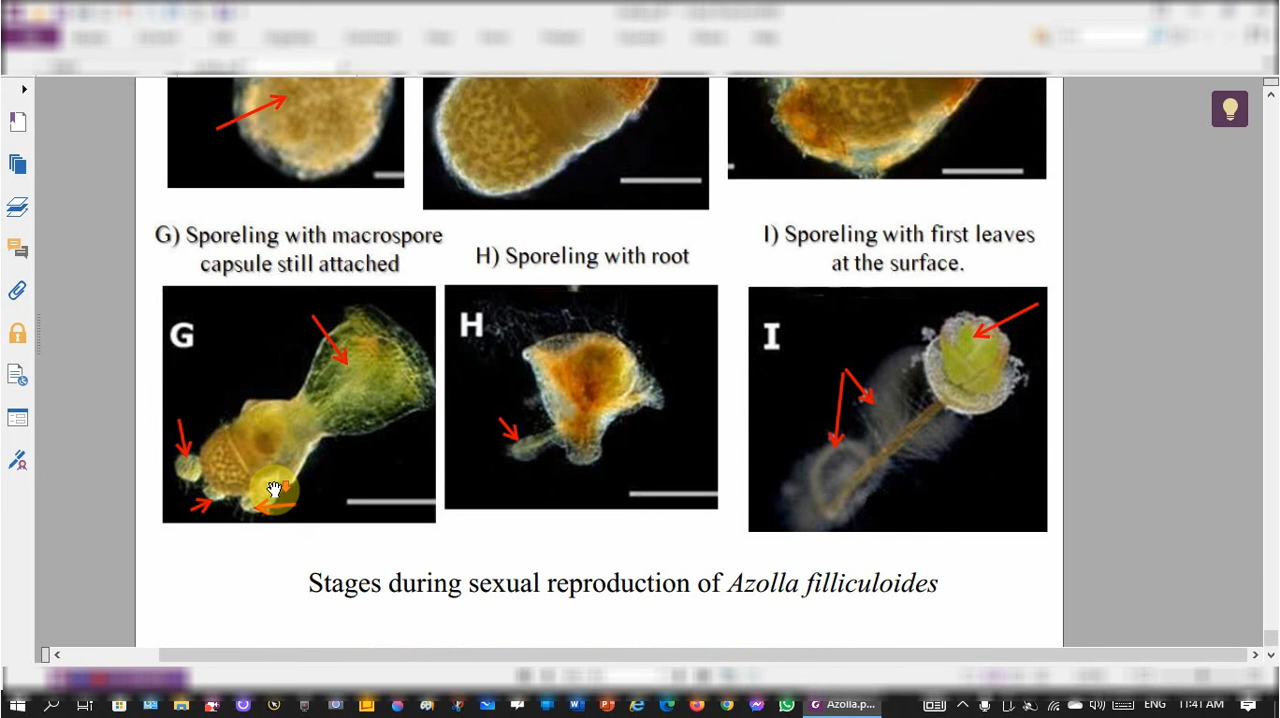 G) Sporeling with macrospore
capsule still attached
H) Sporeling with root
I) Sporeling with first leaves
at the surface.
G
H
I
Stages during sexual reproduction of Azolla filliculoides
Azolla.p...
ENG
11:41 AM